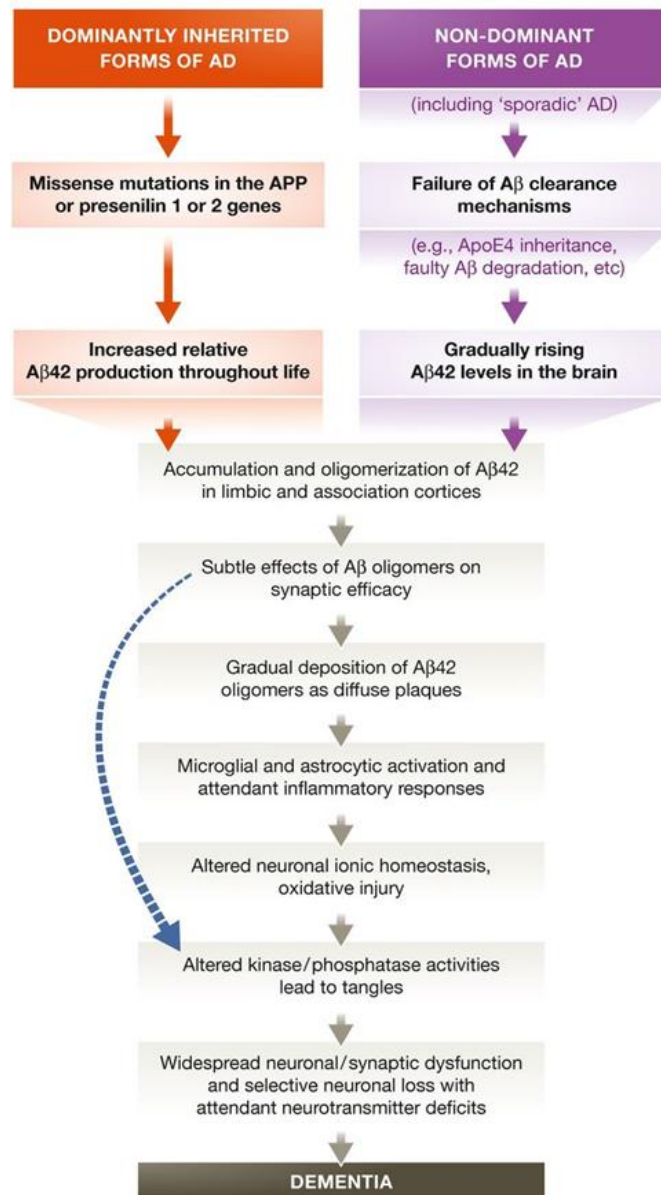 DOMINANTLY INHERITED
FORMS OF AD
NON-DOMINANT
FORMS OF AD
(including ‘sporadic’ AD)
Missense mutations in the APP
or presenilin 1 or 2 genes
Failure of Aβ clearance
mechanisms
(e.g., ApoE4 inheritance,
faulty Aβ degradation, etc)
Increased relative
Aβ42 production throughout life
Gradually rising
Aβ42 levels in the brain
Accumulation and oligomerization of Aβ42
in limbic and association cortices
Subtle effects of Aβ oligomers on
synaptic efficacy
Gradual deposition of Aβ42
oligomers as diffuse plaques
Microglial and astrocytic activation and
attendant inflammatory responses
Altered neuronal ionic homeostasis,
oxidative injury
Altered kinase/phosphatase activities
lead to tangles
Widespread neuronal/synaptic dysfunction
and selective neuronal loss with
attendant neurotransmitter deficits
DEMENTIA